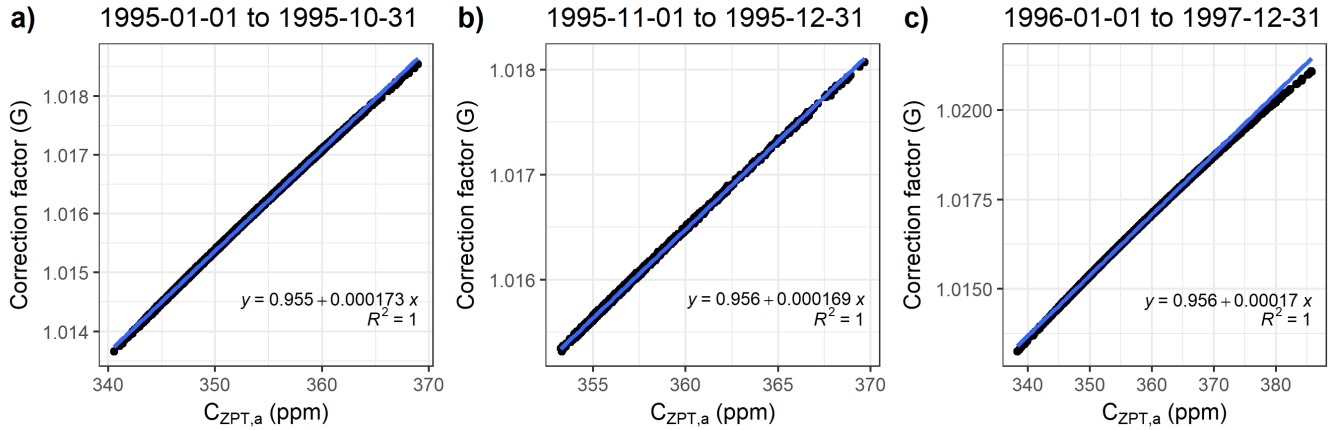 a) 1995-01-01 to 1995-10-31
Correction factor (G)
1.018
1.017
1.016
1.015
1.014
y = 0.955 + 0.000173 x
R² = 1
340 350 360 370
C_ZPT,a (ppm)
b) 1995-11-01 to 1995-12-31
Correction factor (G)
1.018
1.017
1.016
y = 0.956 + 0.000169 x
R² = 1
355 360 365 370
C_ZPT,a (ppm)
c) 1996-01-01 to 1997-12-31
Correction factor (G)
1.0200
1.0175
1.0150
y = 0.956 + 0.00017 x
R² = 1
340 350 360 370 380
C_ZPT,a (ppm)